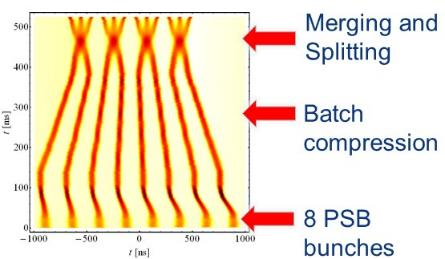 500
400
300
200
100
0
t [ms]
-1000
-500
0
500
1000
t [ns]
Merging and
Splitting
Batch
compression
8 PSB
bunches